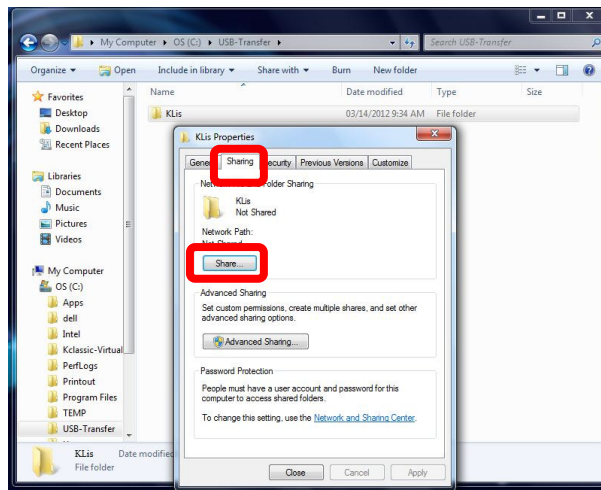 My Computer ▸ OS (C:) ▸ USB-Transfer ▸
Search USB-Transfer
Organize Open Include in library Share with Burn New folder
Name Date modified Type Size
Favorites
Desktop
Downloads
Recent Places
Libraries
Documents
Music
Pictures
Videos
My Computer
OS (C:)
Apps
dell
Intel
Kclassic-Virtual
PerfLogs
Printout
Program Files
TEMP
USB-Transfer
KLis 03/14/2012 9:34 AM File folder
KLis Properties
Sharing Previous Versions Customize
Folder Sharing
KLis
Not Shared
Network Path:
Not Shared
Share...
Advanced Sharing
Set custom permissions, create multiple shares, and set other
advanced sharing options.
Advanced Sharing...
Password Protection
People must have a user account and password for this
computer to access shared folders.
To change this setting, use the Network and Sharing Center.
Close Cancel Apply
KLis Date modified
File folder